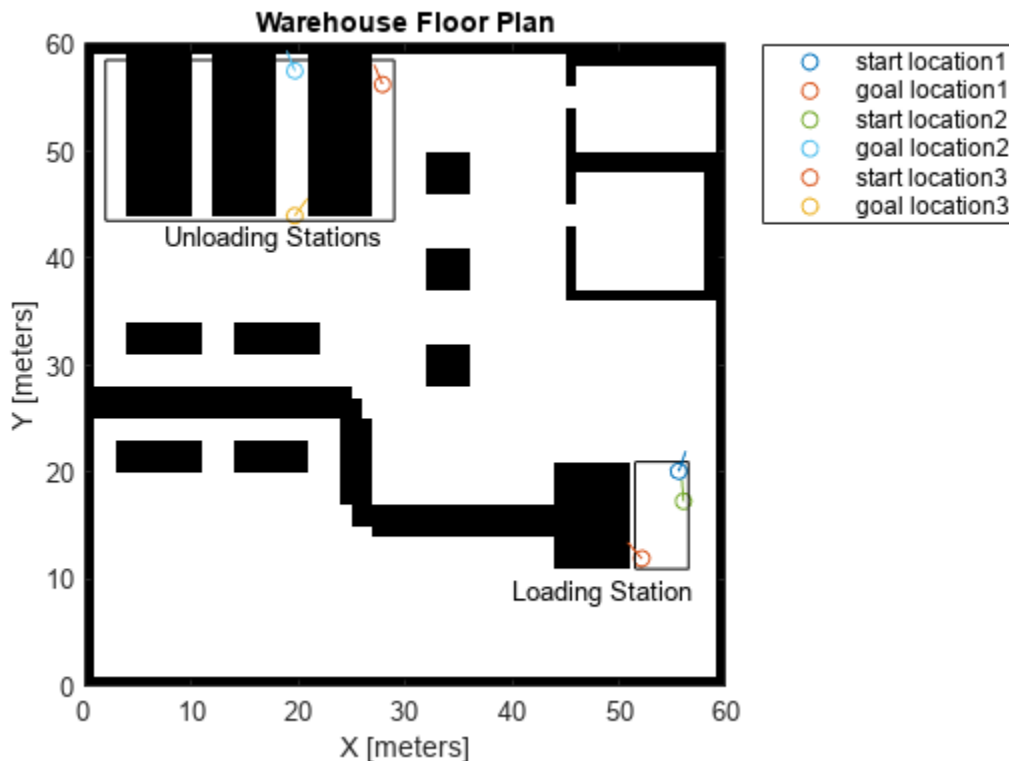 Warehouse Floor Plan
60
50
40
30
20
10
0
Y [meters]
0 10 20 30 40 50 60
X [meters]
Unloading Stations
Loading Station
start location1
goal location1
start location2
goal location2
start location3
goal location3